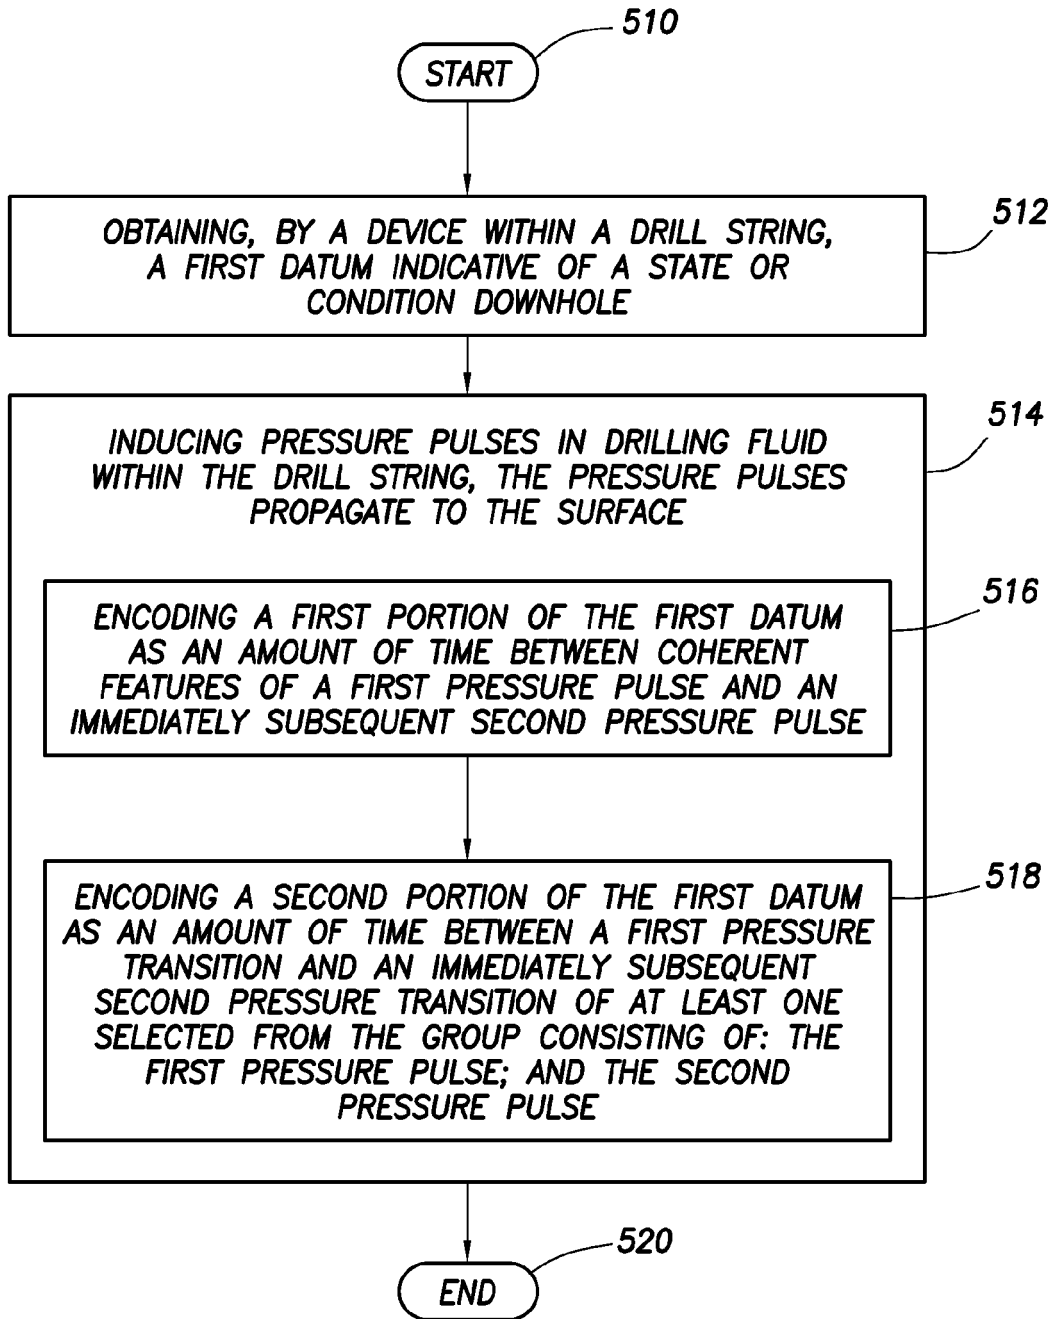 510
START
512
OBTAINING, BY A DEVICE WITHIN A DRILL STRING,
A FIRST DATUM INDICATIVE OF A STATE OR
CONDITION DOWNHOLE
514
INDUCING PRESSURE PULSES IN DRILLING FLUID
WITHIN THE DRILL STRING, THE PRESSURE PULSES
PROPAGATE TO THE SURFACE
516
ENCODING A FIRST PORTION OF THE FIRST DATUM
AS AN AMOUNT OF TIME BETWEEN COHERENT
FEATURES OF A FIRST PRESSURE PULSE AND AN
IMMEDIATELY SUBSEQUENT SECOND PRESSURE PULSE
518
ENCODING A SECOND PORTION OF THE FIRST DATUM
AS AN AMOUNT OF TIME BETWEEN A FIRST PRESSURE
TRANSITION AND AN IMMEDIATELY SUBSEQUENT
SECOND PRESSURE TRANSITION OF AT LEAST ONE
SELECTED FROM THE GROUP CONSISTING OF: THE
FIRST PRESSURE PULSE; AND THE SECOND
PRESSURE PULSE
520
END